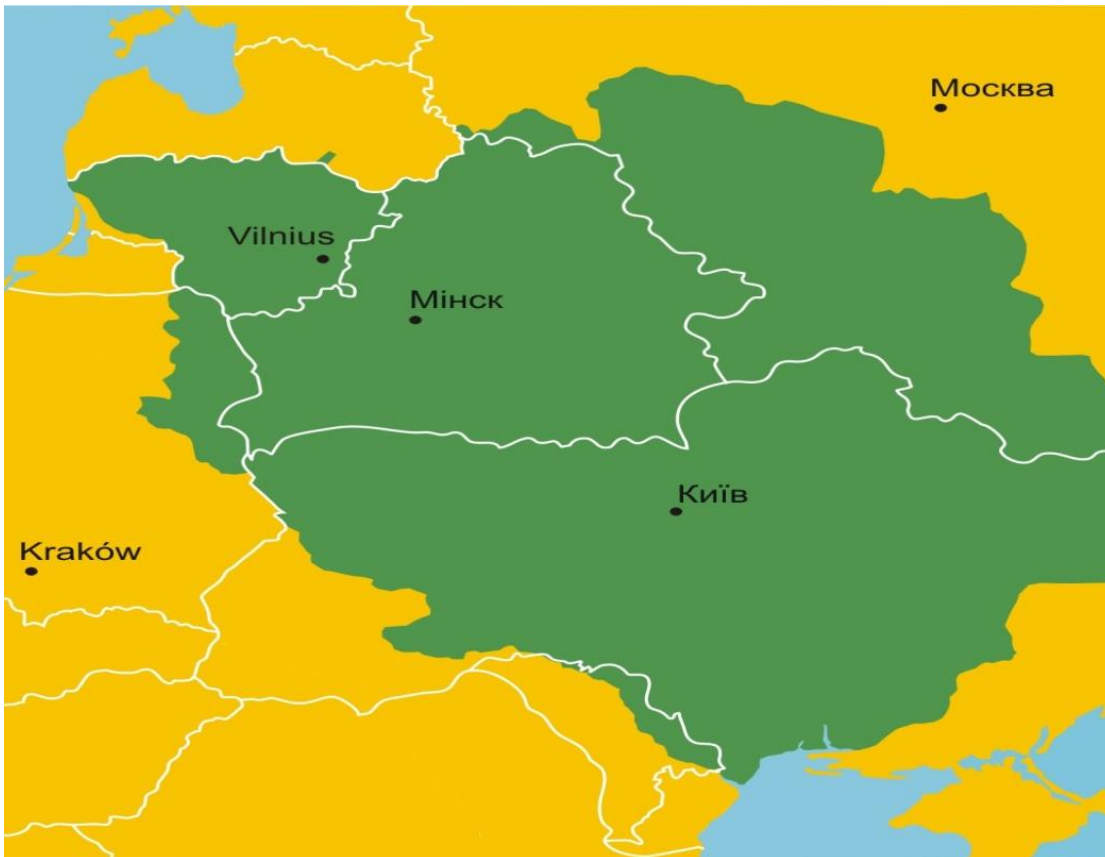 Москва
Vilnius
Мінск
Київ
Kraków